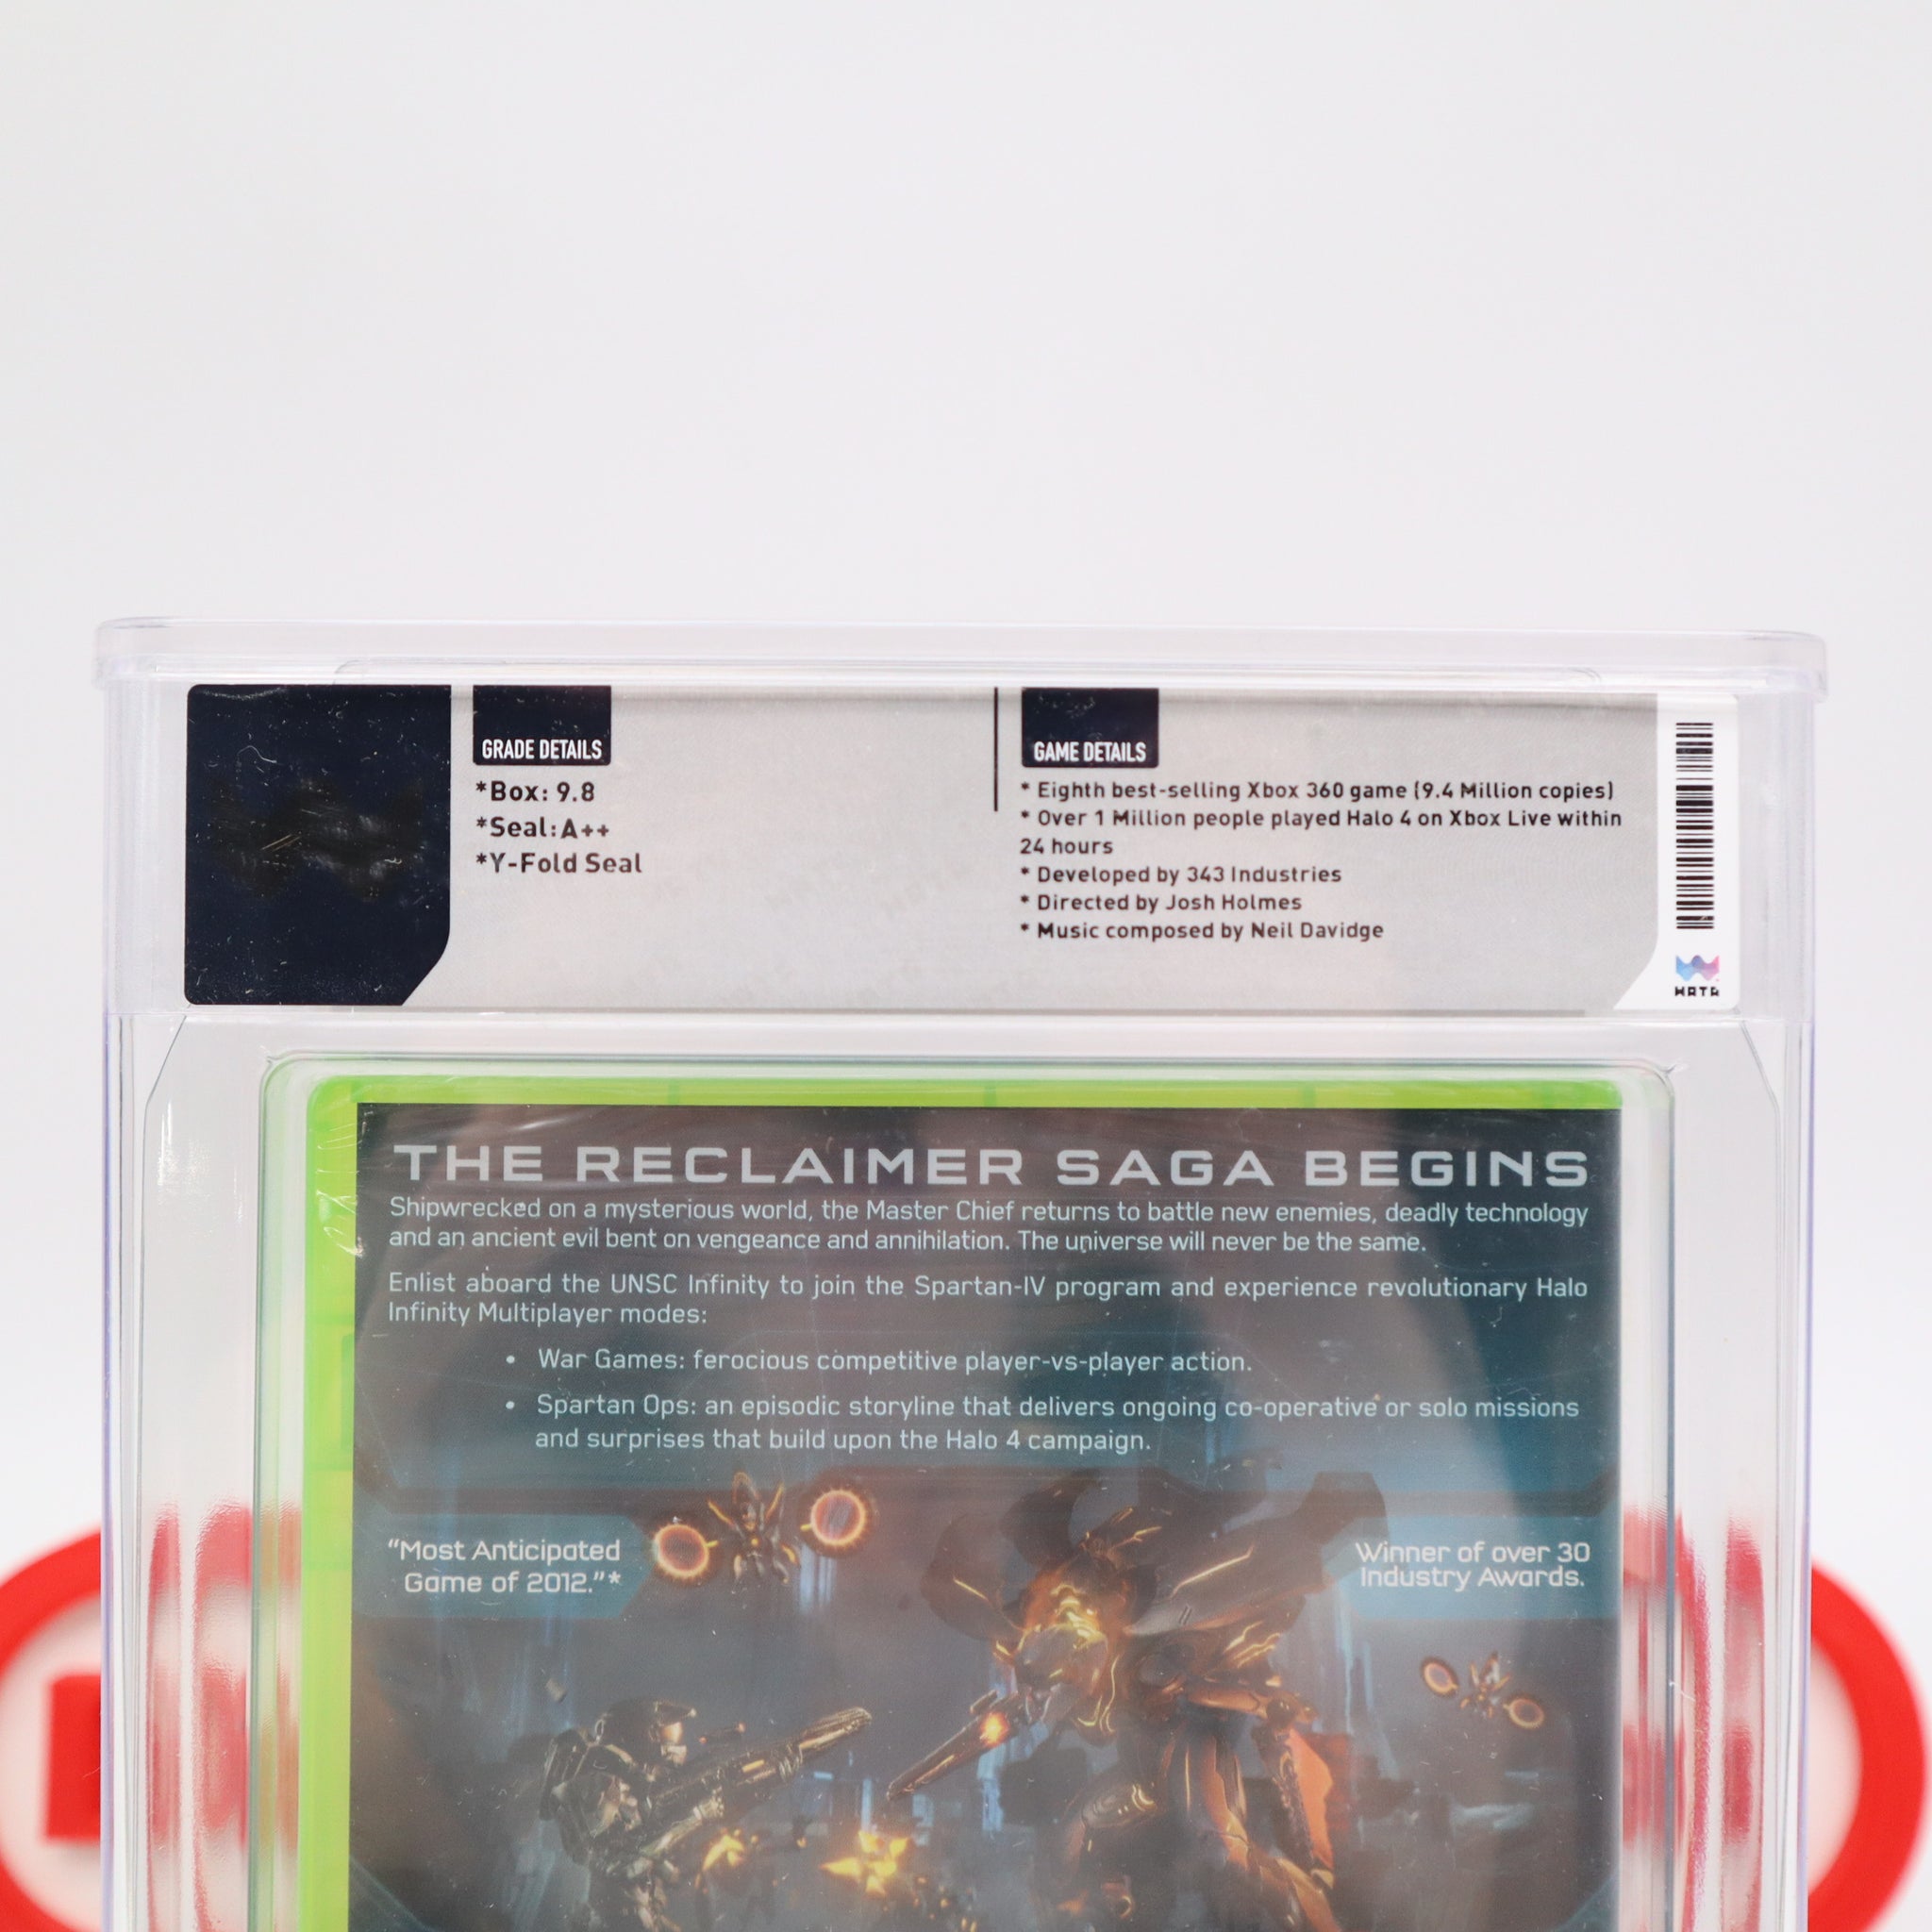 GRADE DETAILS
*Box: 9.8
*Seal:A++
*Y-Fold Seal
GAME DETAILS
* Eighth best-selling Xbox 360 game (9.4 Million copies)
* Over 1 Million people played Halo 4 on Xbox Live within
24 hours
* Developed by 343 Industries
* Directed by Josh Holmes
* Music composed by Neil Davidge
WATA
THE RECLAIMER SAGA BEGINS
Shipwrecked on a mysterious world, the Master Chief returns to battle new enemies, deadly technology
and an ancient evil bent on vengeance and annihilation. The universe will never be the same.
Enlist aboard the UNSC Infinity to join the Spartan-IV program and experience revolutionary Halo
Infinity Multiplayer modes:
• War Games: ferocious competitive player-vs-player action.
• Spartan Ops: an episodic storyline that delivers ongoing co-operative or solo missions
and surprises that build upon the Halo 4 campaign.
"Most Anticipated
Game of 2012."*
Winner of over 30
Industry Awards.